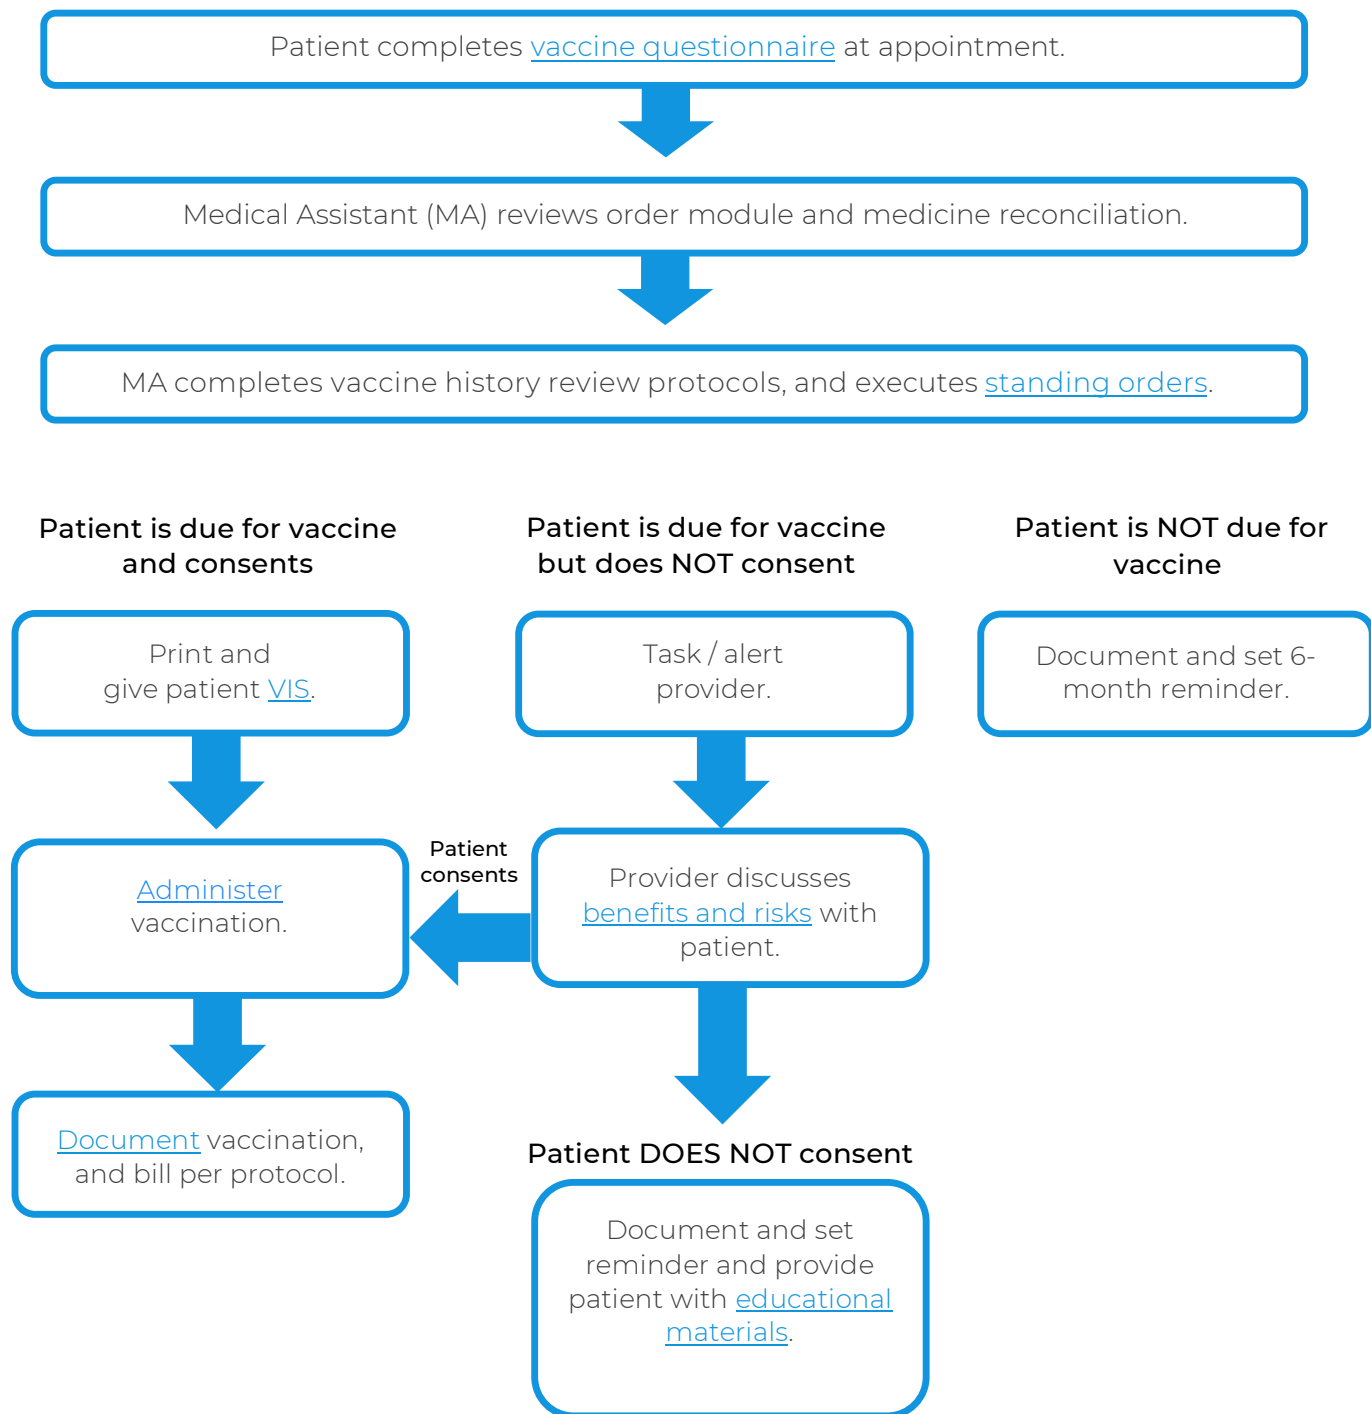 Patient completes vaccine questionnaire at appointment.
Medical Assistant (MA) reviews order module and medicine reconciliation.
MA completes vaccine history review protocols, and executes standing orders.
Patient is due for vaccine
and consents
Print and
give patient VIS.
Administer
vaccination.
Document vaccination,
and bill per protocol.
Patient is due for vaccine
but does NOT consent
Task / alert
provider.
Provider discusses
benefits and risks with
patient.
Patient
consents
Patient DOES NOT consent
Document and set
reminder and provide
patient with educational
materials.
Patient is NOT due for
vaccine
Document and set 6-
month reminder.